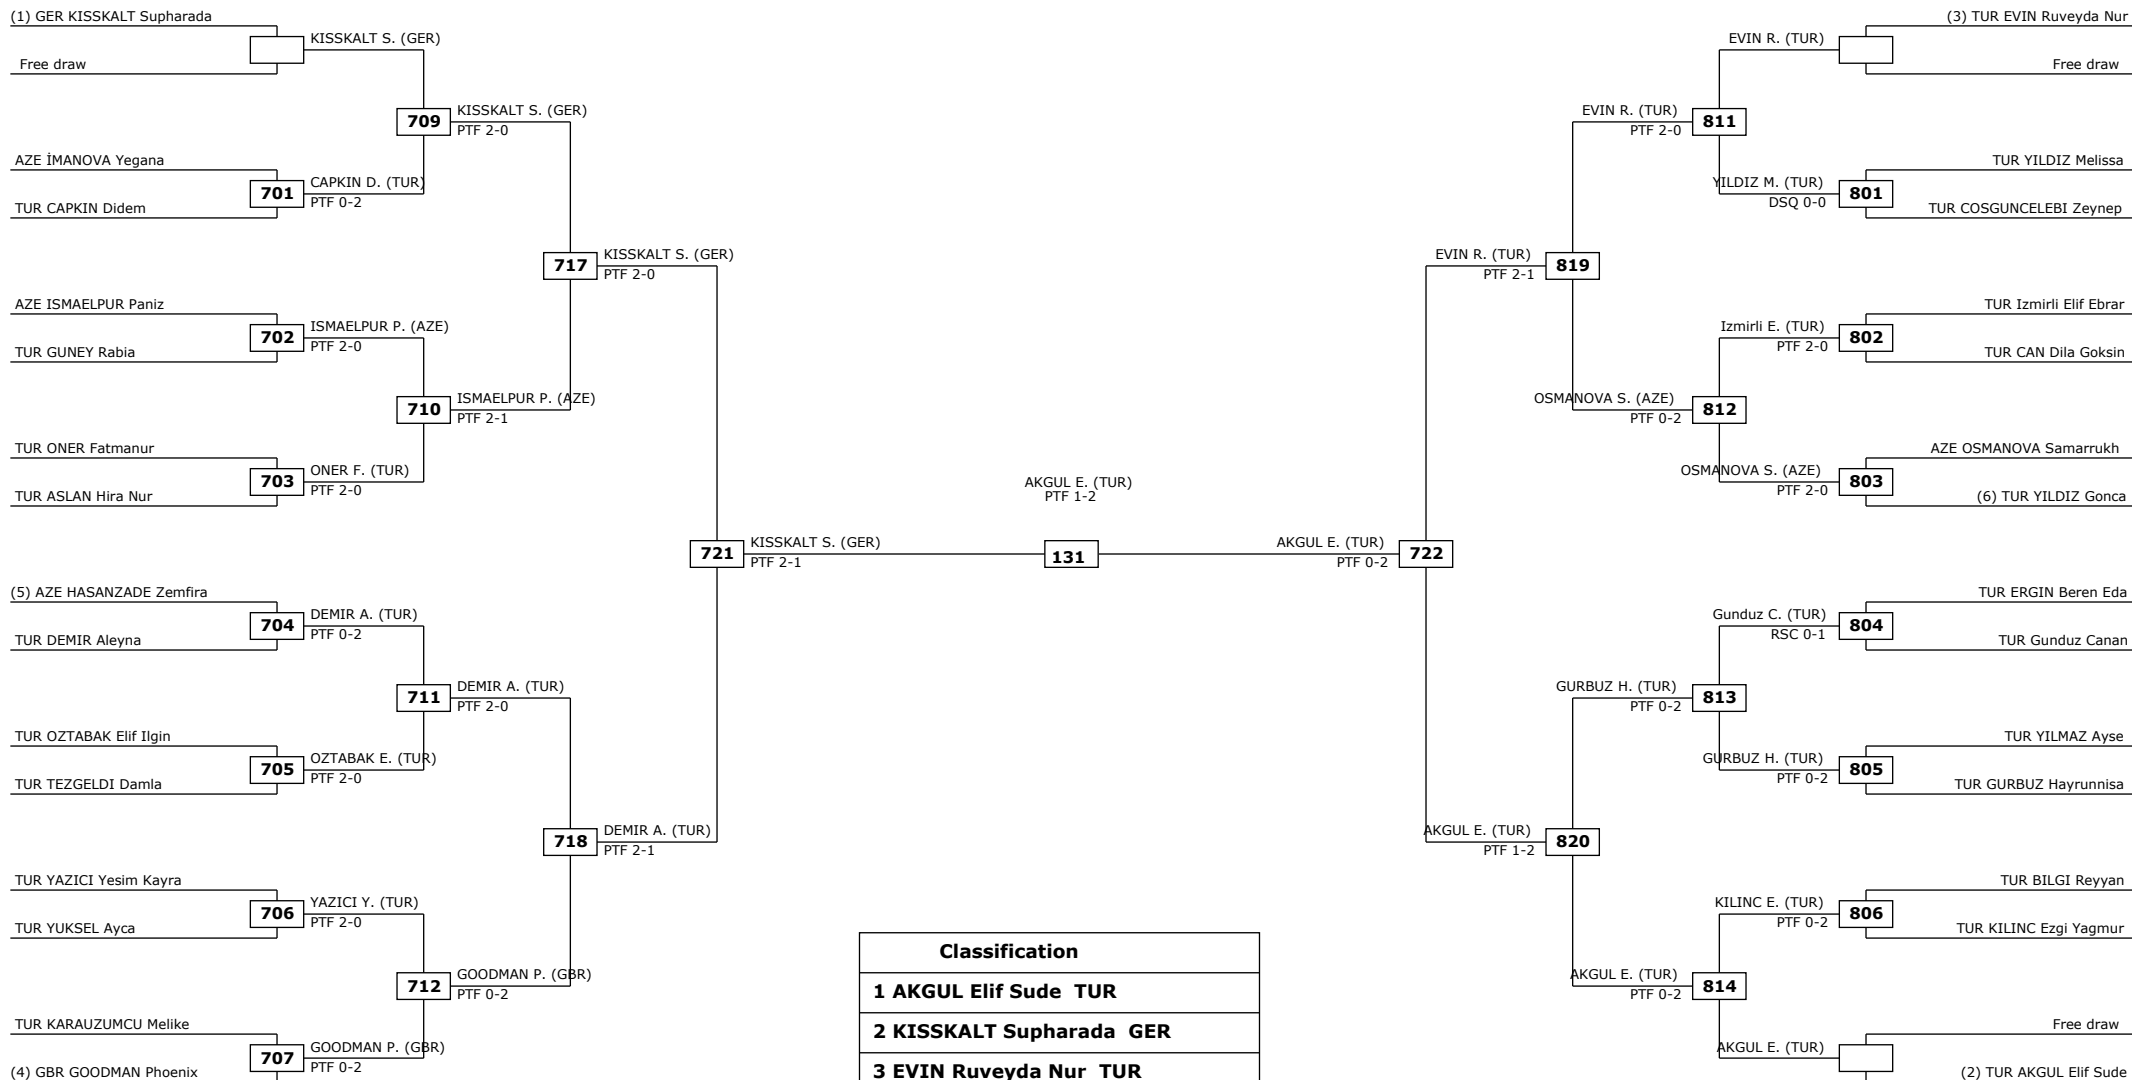 (1) GER KISSKALT Supharada
KISSKALT S. (GER)
Free draw
709
KISSKALT S. (GER)
PTF 2-0
AZE İMANOVA Yegana
701
CAPKIN D. (TUR)
PTF 0-2
TUR CAPKIN Didem
717
KISSKALT S. (GER)
PTF 2-0
AZE ISMAELPUR Paniz
702
ISMAELPUR P. (AZE)
PTF 2-0
TUR GUNEY Rabia
710
ISMAELPUR P. (AZE)
PTF 2-1
TUR ONER Fatmanur
703
ONER F. (TUR)
PTF 2-0
TUR ASLAN Hira Nur
721
KISSKALT S. (GER)
PTF 2-1
(5) AZE HASANZADE Zemfira
704
DEMIR A. (TUR)
PTF 0-2
TUR DEMIR Aleyna
711
DEMIR A. (TUR)
PTF 2-0
TUR OZTABAK Elif Ilgin
705
OZTABAK E. (TUR)
PTF 2-0
TUR TEZGELDI Damla
718
DEMIR A. (TUR)
PTF 2-1
TUR YAZICI Yesim Kayra
706
YAZICI Y. (TUR)
PTF 2-0
TUR YUKSEL Ayca
712
GOODMAN P. (GBR)
PTF 0-2
TUR KARAUZUMCU Melike
707
GOODMAN P. (GBR)
PTF 0-2
(4) GBR GOODMAN Phoenix
AKGUL E. (TUR)
PTF 1-2
131
(3) TUR EVIN Ruveyda Nur
EVIN R. (TUR)
Free draw
EVIN R. (TUR)
PTF 2-0
811
TUR YILDIZ Melissa
YILDIZ M. (TUR)
DSQ 0-0
801
TUR COSGUNCELEBI Zeynep
EVIN R. (TUR)
PTF 2-1
819
TUR Izmirli Elif Ebrar
Izmirli E. (TUR)
PTF 2-0
802
TUR CAN Dila Goksin
OSMANOVA S. (AZE)
PTF 0-2
812
AZE OSMANOVA Samarrukh
OSMANOVA S. (AZE)
PTF 2-0
803
(6) TUR YILDIZ Gonca
AKGUL E. (TUR)
PTF 0-2
722
TUR ERGIN Beren Eda
Gunduz C. (TUR)
RSC 0-1
804
TUR Gunduz Canan
GURBUZ H. (TUR)
PTF 0-2
813
TUR YILMAZ Ayse
GURBUZ H. (TUR)
PTF 0-2
805
TUR GURBUZ Hayrunnisa
AKGUL E. (TUR)
PTF 1-2
820
TUR BILGI Reyyan
KILINC E. (TUR)
PTF 0-2
806
TUR KILINC Ezgi Yagmur
AKGUL E. (TUR)
PTF 0-2
814
Free draw
AKGUL E. (TUR)
(2) TUR AKGUL Elif Sude
Classification
1 AKGUL Elif Sude TUR
2 KISSKALT Supharada GER
3 EVIN Ruveyda Nur TUR